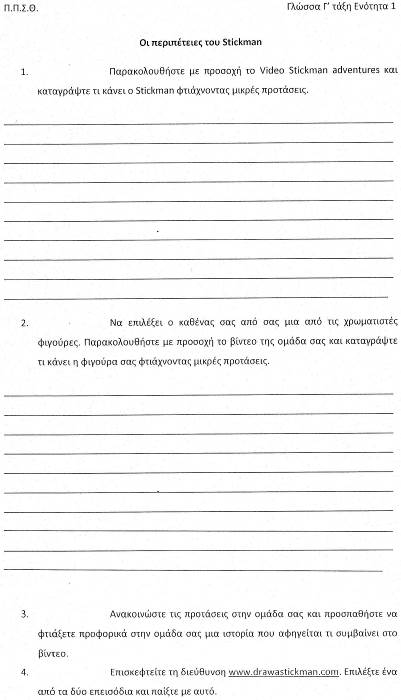 Π.Π.Σ.Θ. Γλώσσα Γ' τάξη Ενότητα 1
Οι περιπέτειες του Stickman
1. Παρακολουθήστε με προσοχή το Video Stickman adventures και
καταγράψτε τι κάνει ο Stickman φτιάχνοντας μικρές προτάσεις.
2. Να επιλέξει ο καθένας σας από σας μια από τις χρωματιστές
φιγούρες. Παρακολουθήστε με προσοχή το βίντεο της ομάδα σας και καταγράψτε
τι κάνει η φιγούρα σας φτιάχνοντας μικρές προτάσεις.
3. Ανακοινώστε τις προτάσεις στην ομάδα σας και προσπαθήστε να
φτιάξετε προφορικά στην ομάδα σας μια ιστορία που αφηγείται τι συμβαίνει στο
βίντεο.
4. Επισκεφτείτε τη διεύθυνση www.drawastickman.com. Επιλέξτε ένα
από τα δύο επεισόδια και παίξτε με αυτό.